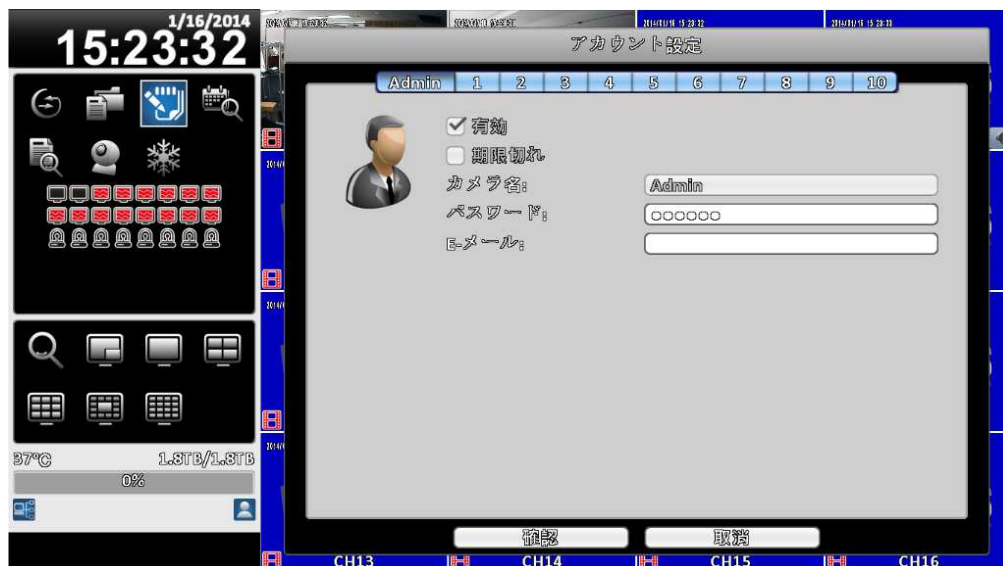 1/16/2014
15:23:32
37°C 1.8TB/1.8TB
0%
アカウント設定
Admin 1 2 3 4 5 6 7 8 9 10
有効
期限切れ
カメラ名: Admin
パスワード: ○○○○○○
E-メール:
確認 取消
CH13 CH14 CH15 CH16